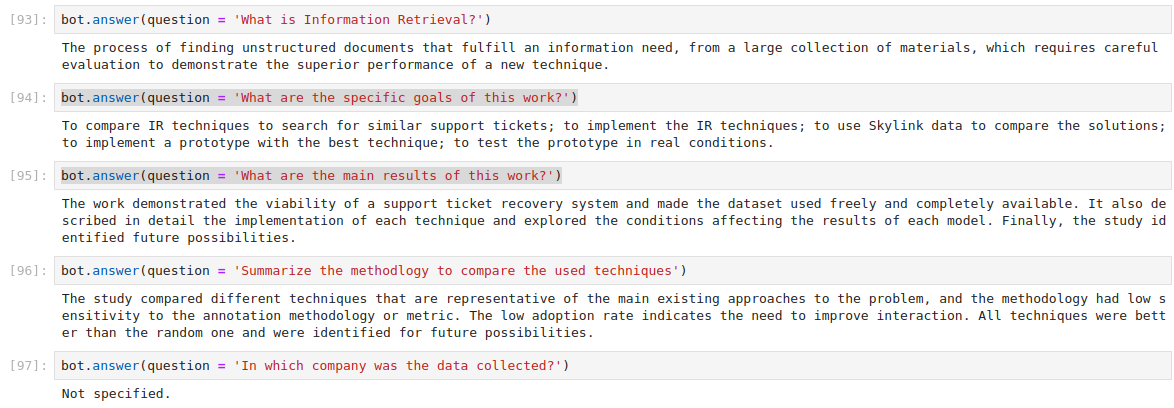 [93]: bot.answer(question = 'What is Information Retrieval?')
The process of finding unstructured documents that fulfill an information need, from a large collection of materials, which requires careful
evaluation to demonstrate the superior performance of a new technique.
[94]: bot.answer(question = 'What are the specific goals of this work?')
To compare IR techniques to search for similar support tickets; to implement the IR techniques; to use Skylink data to compare the solutions;
to implement a prototype with the best technique; to test the prototype in real conditions.
[95]: bot.answer(question = 'What are the main results of this work?')
The work demonstrated the viability of a support ticket recovery system and made the dataset used freely and completely available. It also de
scribed in detail the implementation of each technique and explored the conditions affecting the results of each model. Finally, the study id
entified future possibilities.
[96]: bot.answer(question = 'Summarize the methodlogy to compare the used techniques')
The study compared different techniques that are representative of the main existing approaches to the problem, and the methodology had low s
ensitivity to the annotation methodology or metric. The low adoption rate indicates the need to improve interaction. All techniques were bett
er than the random one and were identified for future possibilities.
[97]: bot.answer(question = 'In which company was the data collected?')
Not specified.